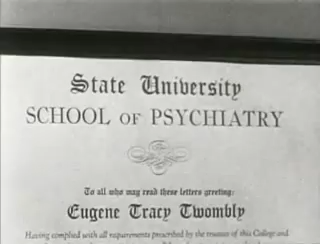 State University
SCHOOL OF PSYCHIATRY
To all who may read these letters greeting:
Eugene Tracy Twombly
Having complied with all requirements prescribed by the trustees of this College and